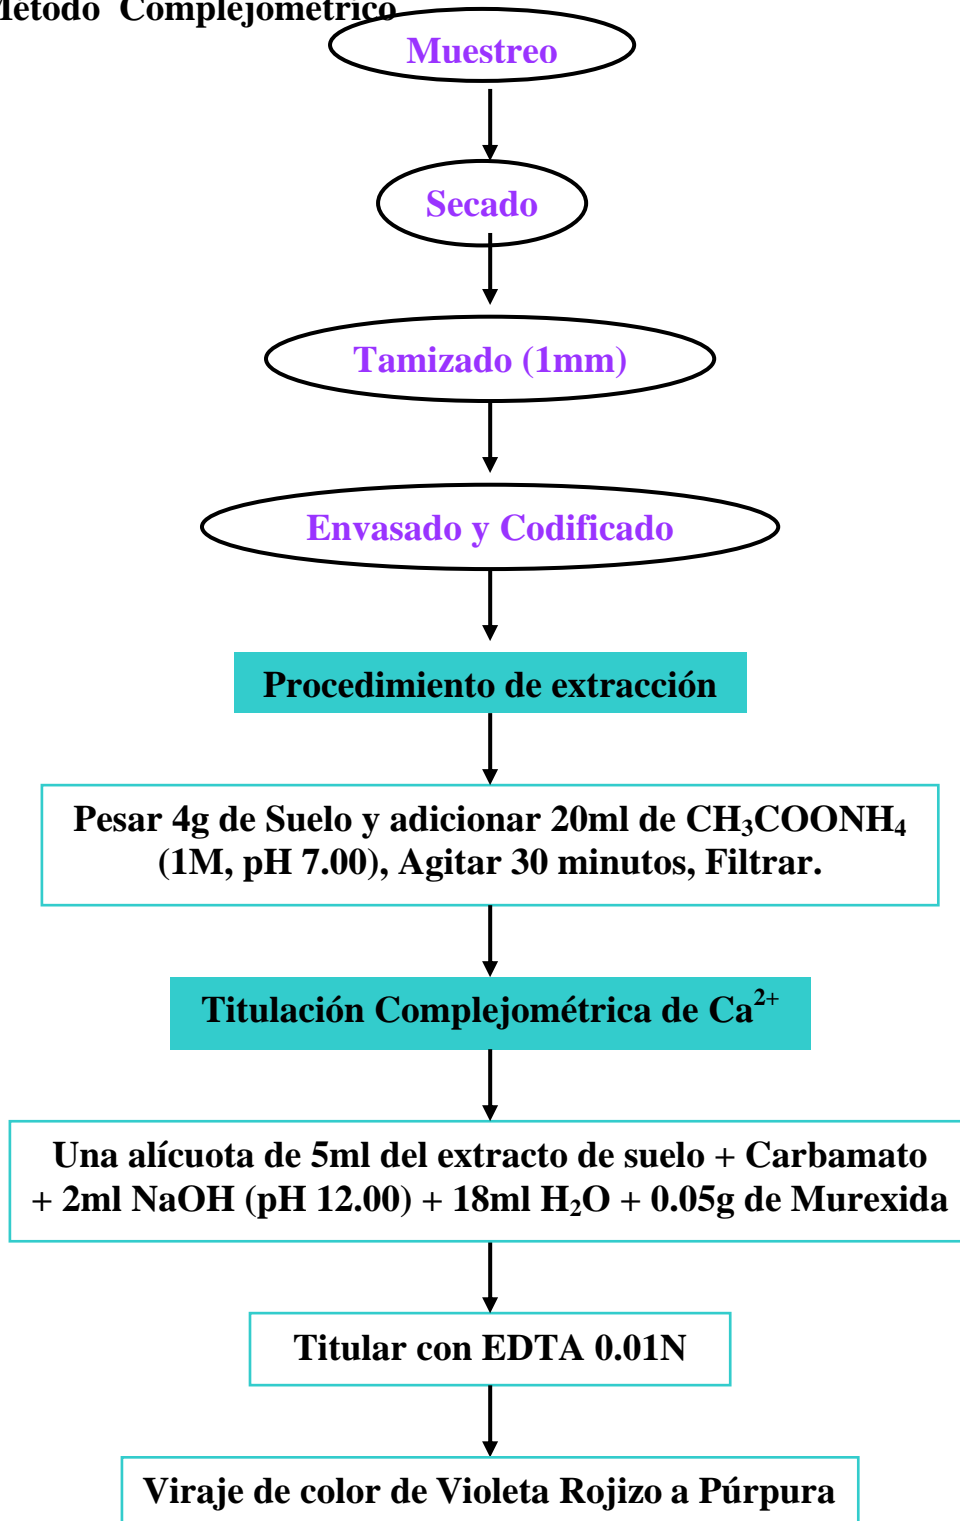 Método Complejométrico
Muestreo
Secado
Tamizado (1mm)
Envasado y Codificado
Procedimiento de extracción
Pesar 4g de Suelo y adicionar 20ml de CH₃COONH₄
(1M, pH 7.00), Agitar 30 minutos, Filtrar.
Titulación Complejométrica de Ca²⁺
Una alícuota de 5ml del extracto de suelo + Carbamato
+ 2ml NaOH (pH 12.00) + 18ml H₂O + 0.05g de Murexida
Titular con EDTA 0.01N
Viraje de color de Violeta Rojizo a Púrpura